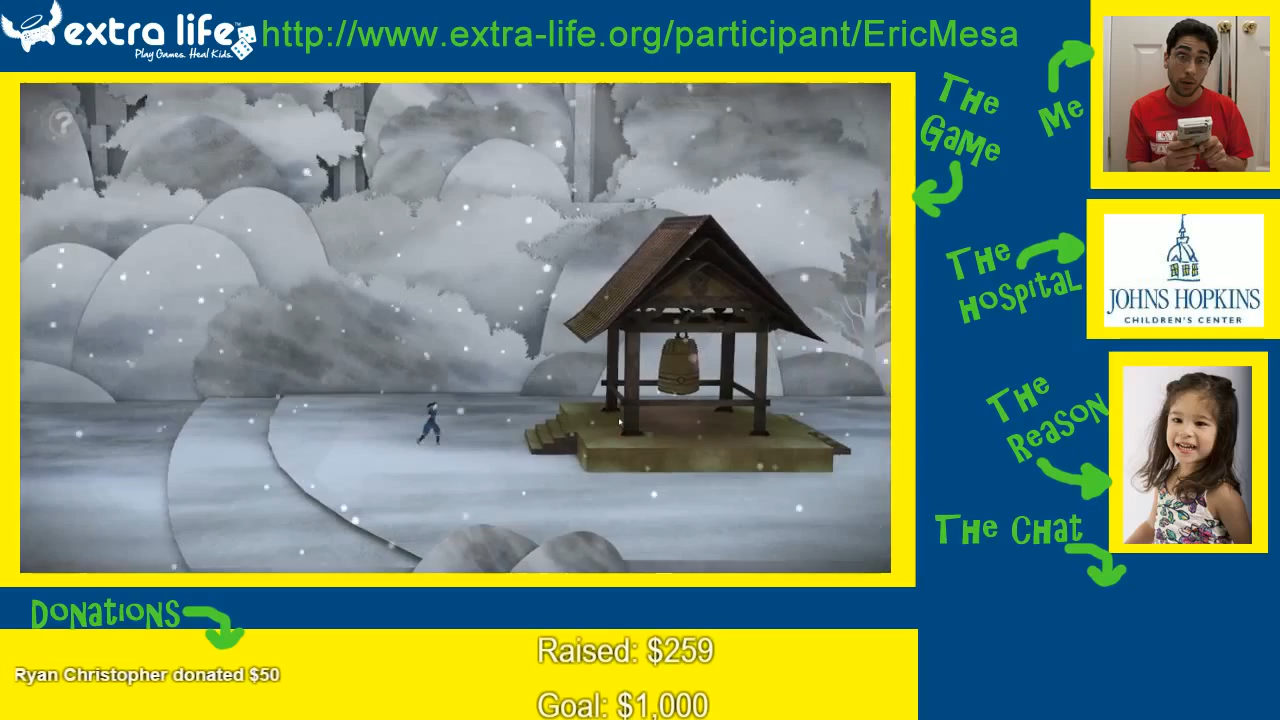 extra life
Play Games. Heal Kids.
http://www.extra-life.org/participant/EricMesa
?
The
Game
Me
The
Hospital
JOHNS HOPKINS
CHILDREN'S CENTER
The
Reason
The Chat
Donations
Ryan Christopher donated $50
Raised: $259
Goal: $1,000